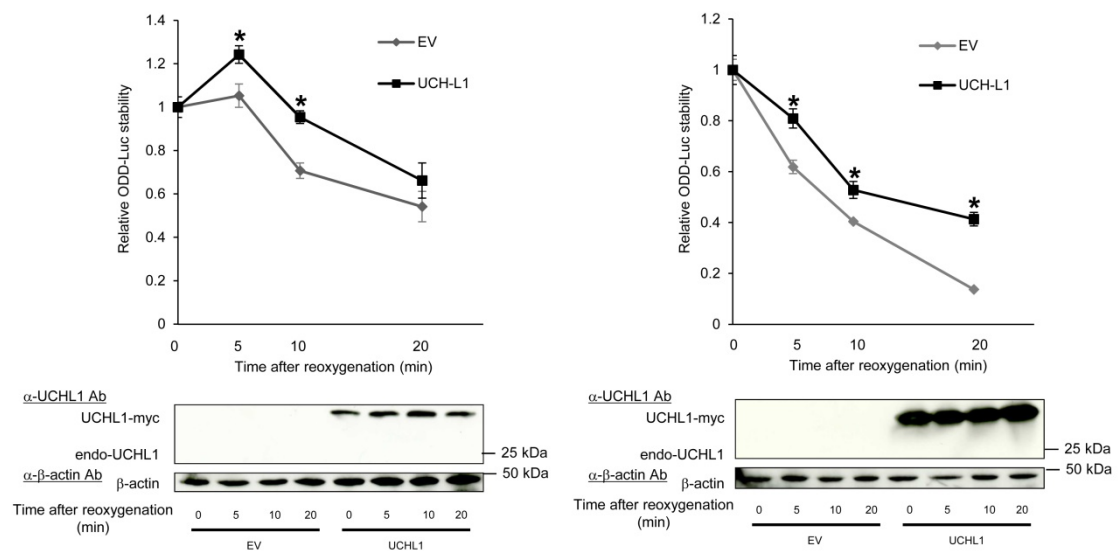 1.4
1.2
1
0.8
0.6
0.4
0.2
0
Relative ODD-Luc stability
*
*
EV
UCH-L1
0 5 10 20
Time after reoxygenation (min)
α-UCHL1 Ab
UCHL1-myc
endo-UCHL1
25 kDa
50 kDa
α-β-actin Ab
β-actin
Time after reoxygenation
(min)
0 5 10 20 0 5 10 20
EV UCHL1
1.2
1
0.8
0.6
0.4
0.2
0
Relative ODD-Luc stability
*
*
*
EV
UCH-L1
0 5 10 20
Time after reoxygenation (min)
α-UCHL1 Ab
UCHL1-myc
endo-UCHL1
25 kDa
50 kDa
α-β-actin Ab
β-actin
Time after reoxygenation
(min)
0 5 10 20 0 5 10 20
EV UCHL1